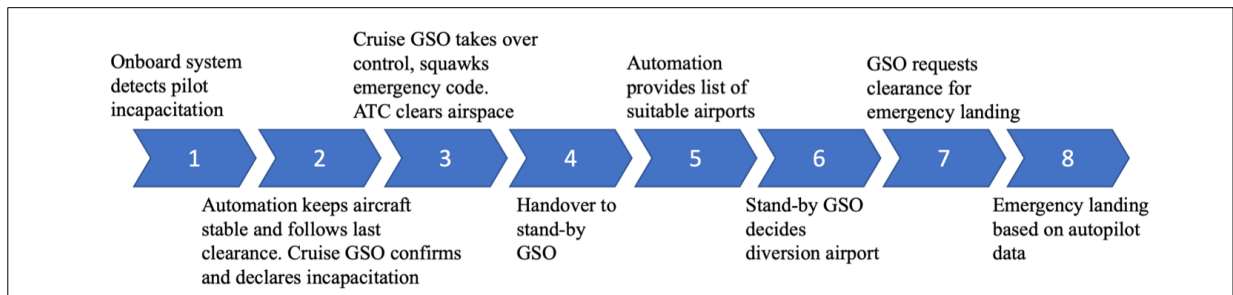 Onboard system
detects pilot
incapacitation
Cruise GSO takes over
control, squawks
emergency code.
ATC clears airspace
Automation
provides list of
suitable airports
GSO requests
clearance for
emergency landing
1
2
3
4
5
6
7
8
Automation keeps aircraft
stable and follows last
clearance. Cruise GSO confirms
and declares incapacitation
Handover to
stand-by
GSO
Stand-by GSO
decides
diversion airport
Emergency landing
based on autopilot
data